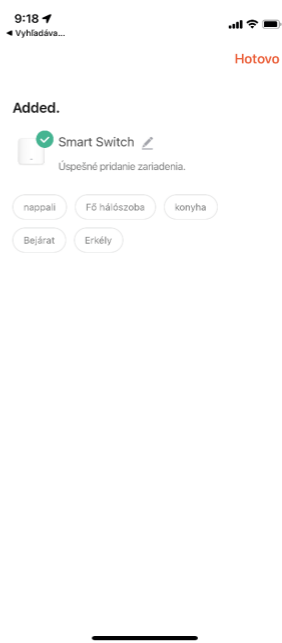 9:18
◀ Vyhľadáva...
Hotovo
Added.
Smart Switch
Úspešné pridanie zariadenia.
nappali
Fő hálószoba
konyha
Bejárat
Erkély